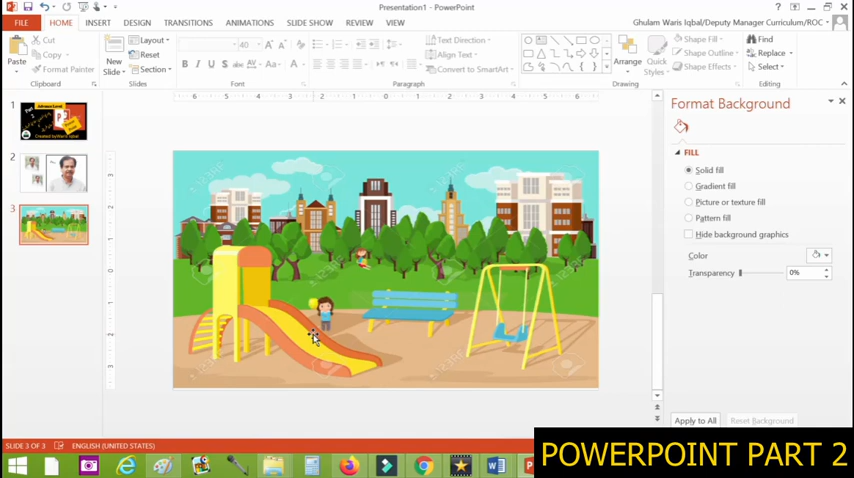 Presentation1 - PowerPoint
FILE HOME INSERT DESIGN TRANSITIONS ANIMATIONS SLIDE SHOW REVIEW VIEW
Ghulam Waris Iqbal/Deputy Manager Curriculum/ROC
Paste
Cut
Copy
Format Painter
Clipboard
New
Slide
Layout
Reset
Section
Slides
40
Font
Text Direction
Align Text
Convert to SmartArt
Paragraph
Arrange
Quick
Styles
Shape Fill
Shape Outline
Shape Effects
Drawing
Find
Replace
Select
Editing
1
2
3
Format Background
FILL
Solid fill
Gradient fill
Picture or texture fill
Pattern fill
Hide background graphics
Color
Transparency 0%
Apply to All Reset Background
SLIDE 3 OF 3 ENGLISH (UNITED STATES)
POWERPOINT PART 2